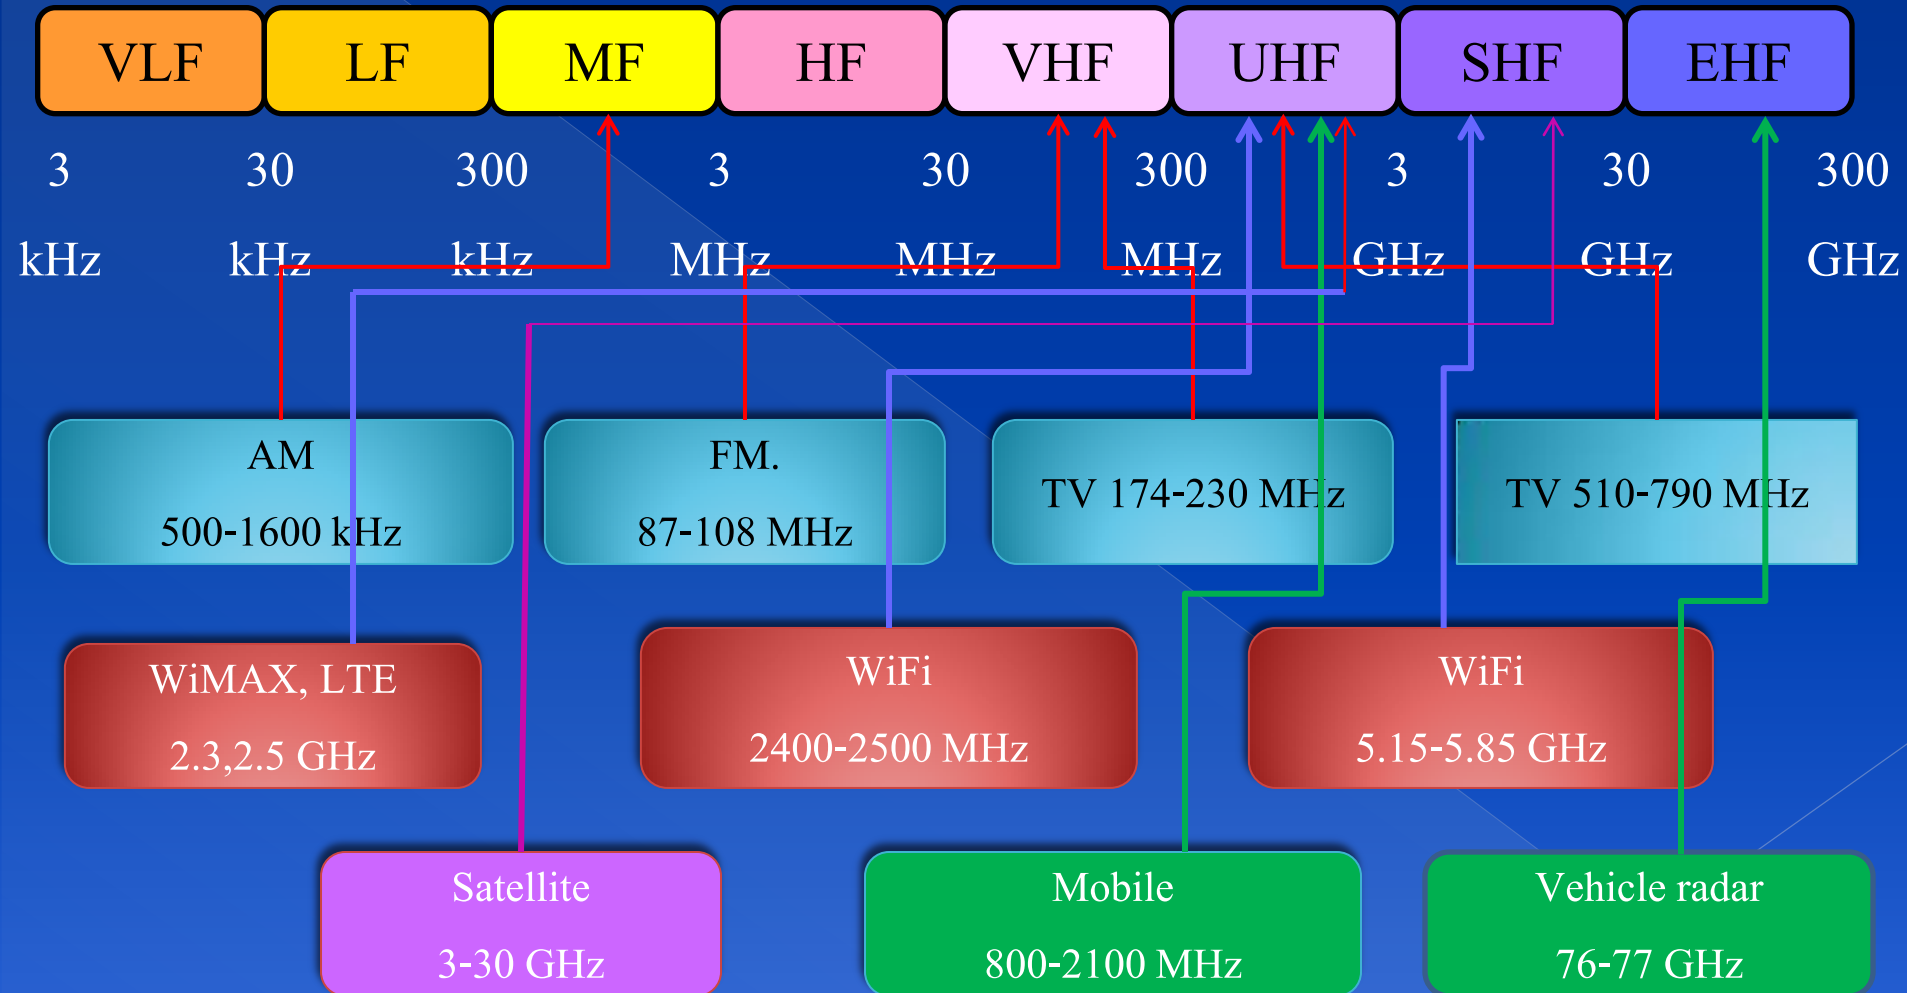 VLF LF MF HF VHF UHF SHF EHF
3 30 300 3 30 300 3 30 300
kHz kHz kHz MHz MHz MHz GHz GHz GHz
AM
500-1600 kHz
FM.
87-108 MHz
TV 174-230 MHz
TV 510-790 MHz
WiMAX, LTE
2.3,2.5 GHz
WiFi
2400-2500 MHz
WiFi
5.15-5.85 GHz
Satellite
3-30 GHz
Mobile
800-2100 MHz
Vehicle radar
76-77 GHz